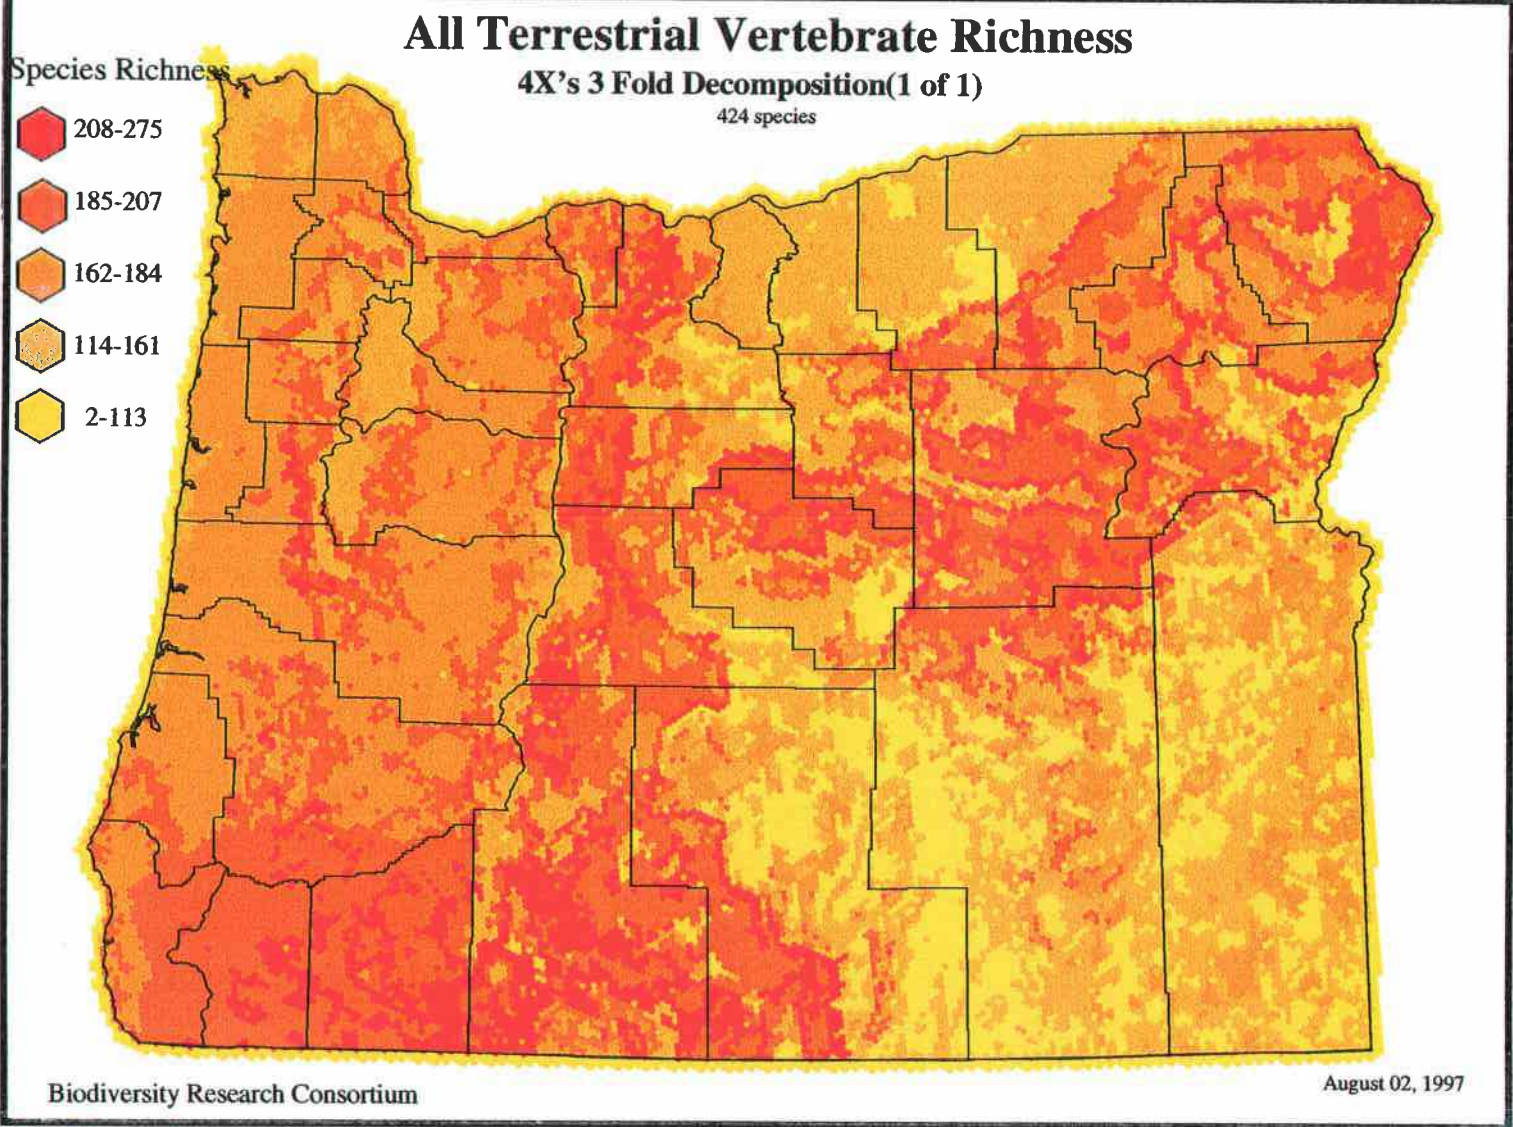 All Terrestrial Vertebrate Richness
4X's 3 Fold Decomposition(1 of 1)
424 species
Species Richness
208-275
185-207
162-184
114-161
2-113
Biodiversity Research Consortium
August 02, 1997